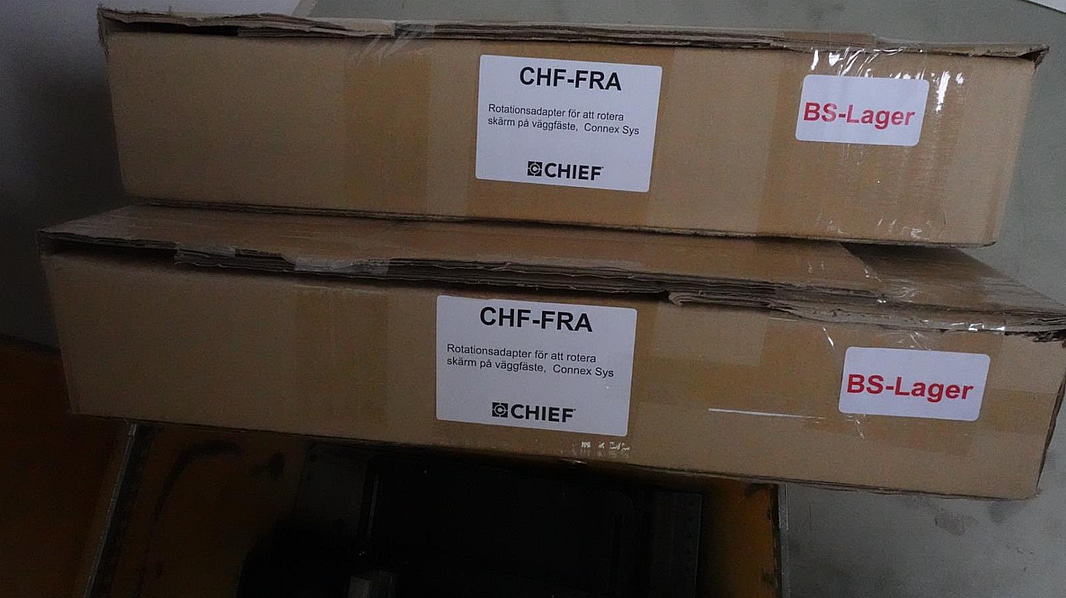 CHF-FRA
Rotationsadapter för att rotera
skärm på väggfäste, Connex Sys
CHIEF
BS-Lager
CHF-FRA
Rotationsadapter för att rotera
skärm på väggfäste, Connex Sys
CHIEF
BS-Lager